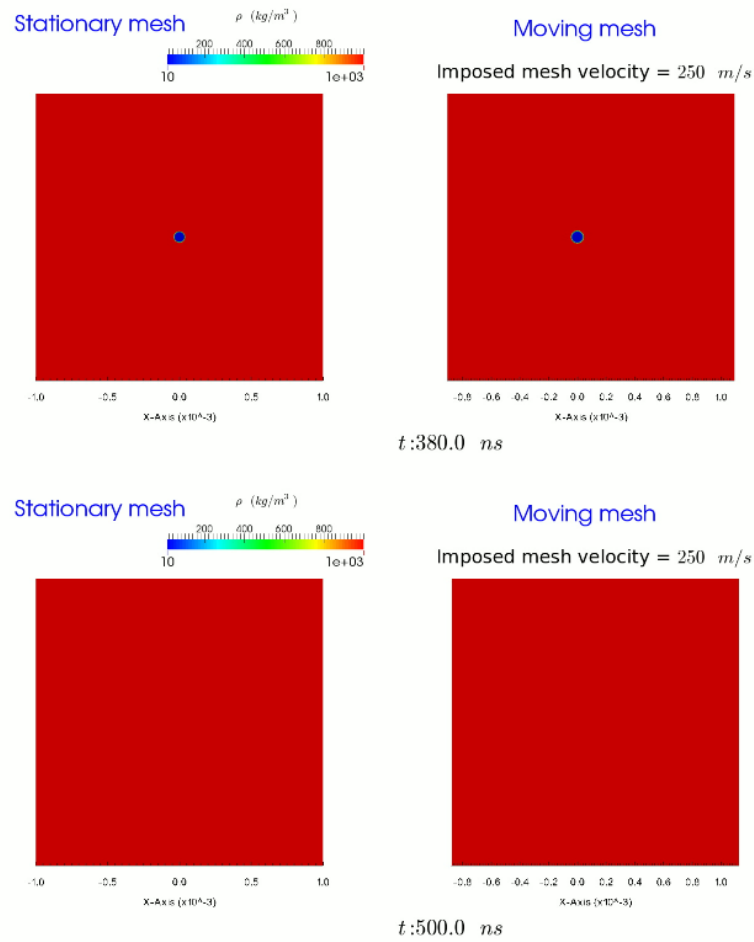 Stationary mesh
ρ (kg/m³)
200 400 600 800
10 1e+03
Moving mesh
Imposed mesh velocity = 250 m/s
-1.0 -0.5 0.0 0.5 1.0
X-Axis (x10^-3)
-0.8 -0.6 -0.4 -0.2 0.0 0.2 0.4 0.6 0.8 1.0
X-Axis (x10^-3)
t:380.0 ns
Stationary mesh
ρ (kg/m³)
200 400 600 800
10 1e+03
Moving mesh
Imposed mesh velocity = 250 m/s
-1.0 -0.5 0.0 0.5 1.0
X-Axis (x10^-3)
-0.8 -0.6 -0.4 -0.2 0.0 0.2 0.4 0.6 0.8 1.0
X-Axis (x10^-3)
t:500.0 ns